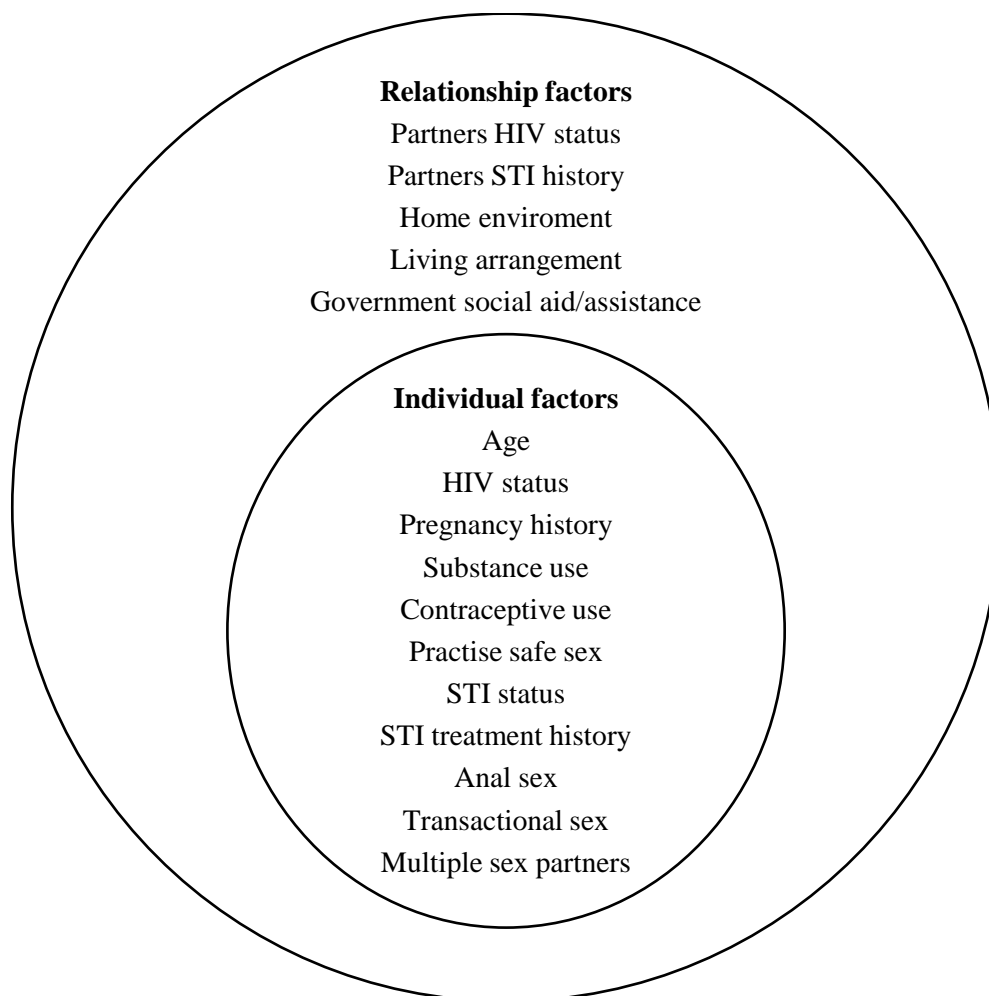 Relationship factors
Partners HIV status
Partners STI history
Home enviroment
Living arrangement
Government social aid/assistance
Individual factors
Age
HIV status
Pregnancy history
Substance use
Contraceptive use
Practise safe sex
STI status
STI treatment history
Anal sex
Transactional sex
Multiple sex partners